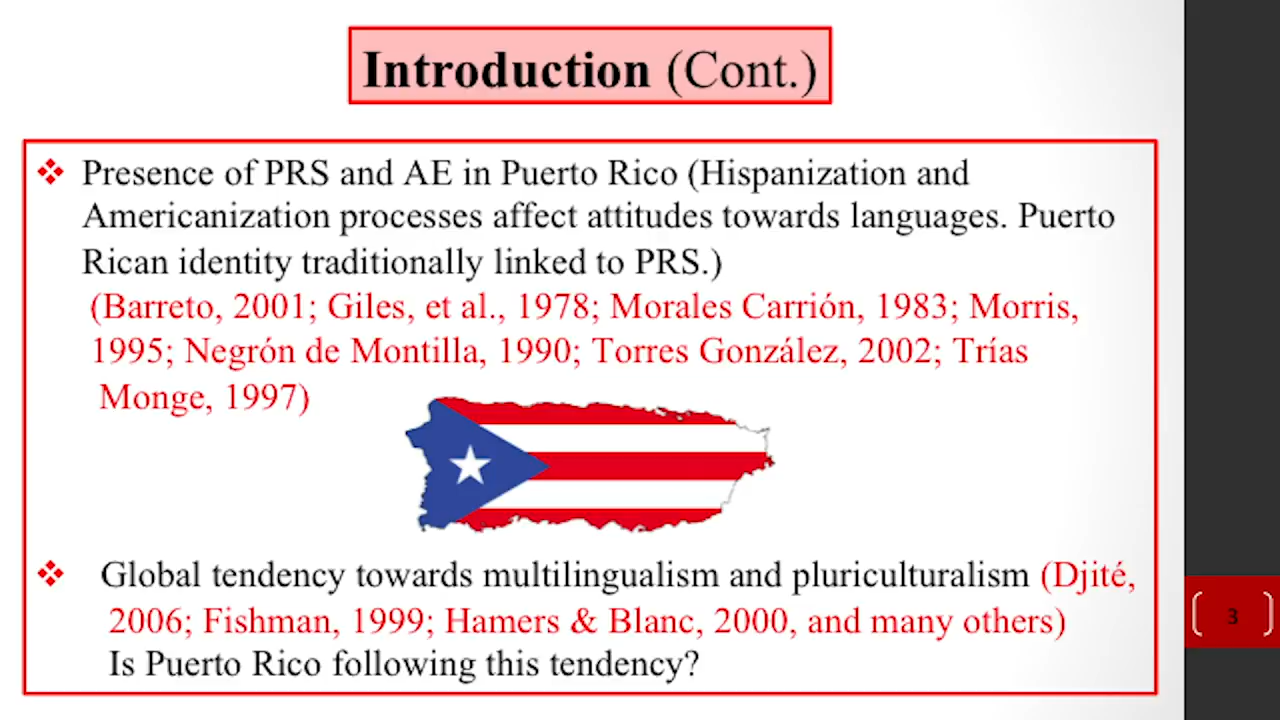 Introduction (Cont.)
Presence of PRS and AE in Puerto Rico (Hispanization and
Americanization processes affect attitudes towards languages. Puerto
Rican identity traditionally linked to PRS.)
(Barreto, 2001; Giles, et al., 1978; Morales Carrión, 1983; Morris,
1995; Negrón de Montilla, 1990; Torres González, 2002; Trías
Monge, 1997)
Global tendency towards multilingualism and pluriculturalism (Djité,
2006; Fishman, 1999; Hamers & Blanc, 2000, and many others)
Is Puerto Rico following this tendency?
3